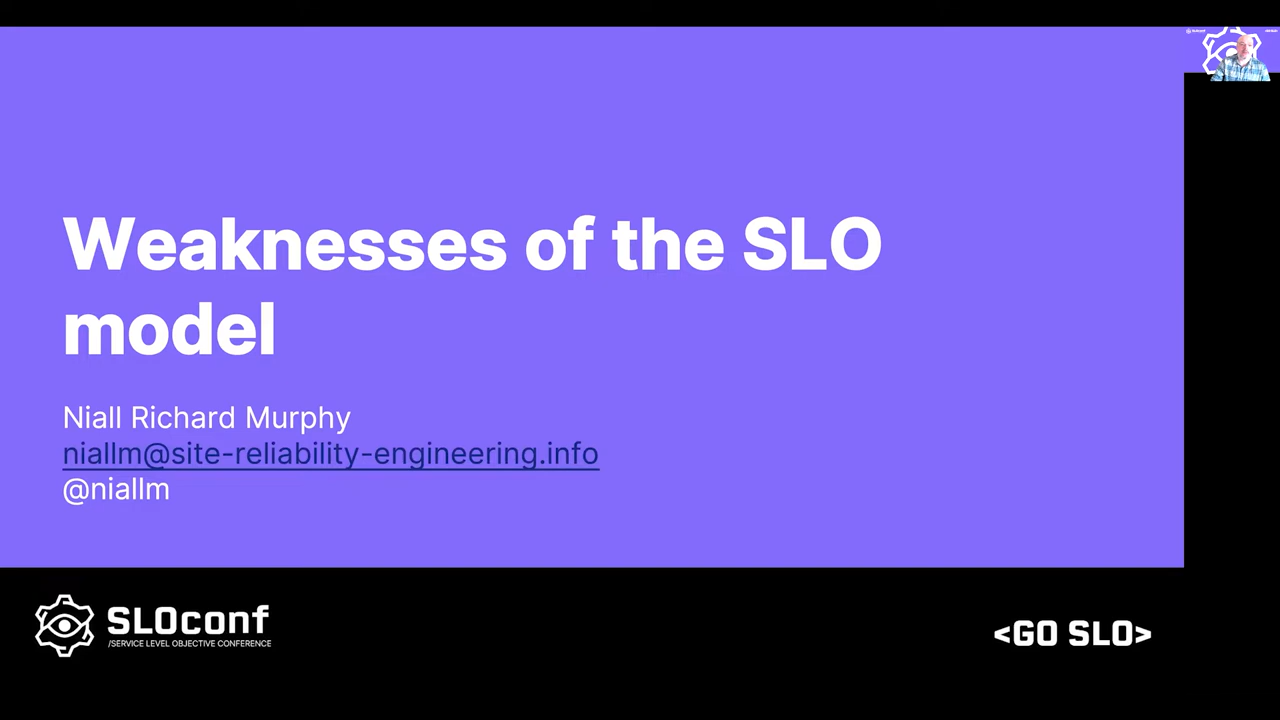 Weaknesses of the SLO
model
Niall Richard Murphy
niallm@site-reliability-engineering.info
@niallm
SLOconf
/SERVICE LEVEL OBJECTIVE CONFERENCE
<GO SLO>